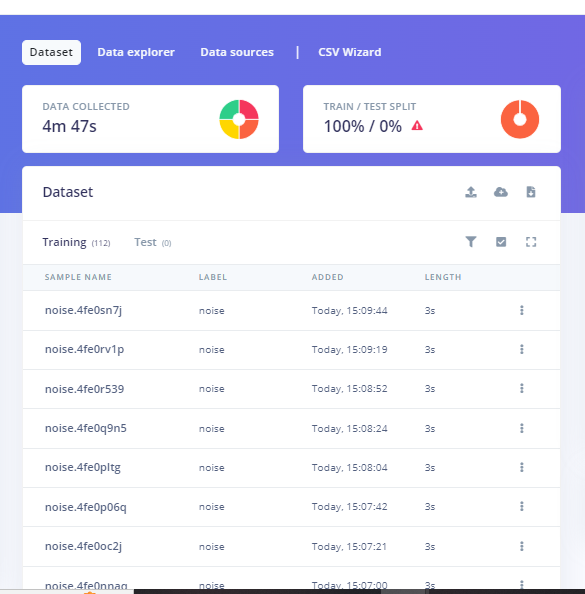 Dataset Data explorer Data sources | CSV Wizard
DATA COLLECTED
4m 47s
TRAIN / TEST SPLIT
100% / 0%
Dataset
Training (112) Test (0)
SAMPLE NAME LABEL ADDED LENGTH
noise.4fe0sn7j noise Today, 15:09:44 3s
noise.4fe0rv1p noise Today, 15:09:19 3s
noise.4fe0r539 noise Today, 15:08:52 3s
noise.4fe0q9n5 noise Today, 15:08:24 3s
noise.4fe0pltg noise Today, 15:08:04 3s
noise.4fe0p06q noise Today, 15:07:42 3s
noise.4fe0oc2j noise Today, 15:07:21 3s
noise.4fe0nnaq noise Today, 15:07:00 3s